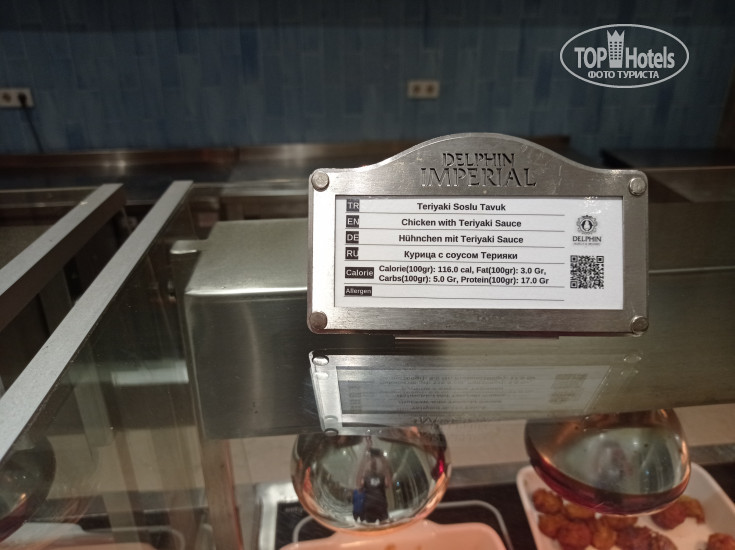 TOP Hotels
ФОТО ТУРИСТА
DELPHIN
IMPERIAL
TR Teriyaki Soslu Tavuk
EN Chicken with Teriyaki Sauce
DE Hühnchen mit Teriyaki Sauce
RU Курица с соусом Терияки
Calorie Calorie(100gr): 116.0 cal, Fat(100gr): 3.0 Gr,
Carbs(100gr): 5.0 Gr, Protein(100gr): 17.0 Gr
Allergen
DELPHIN